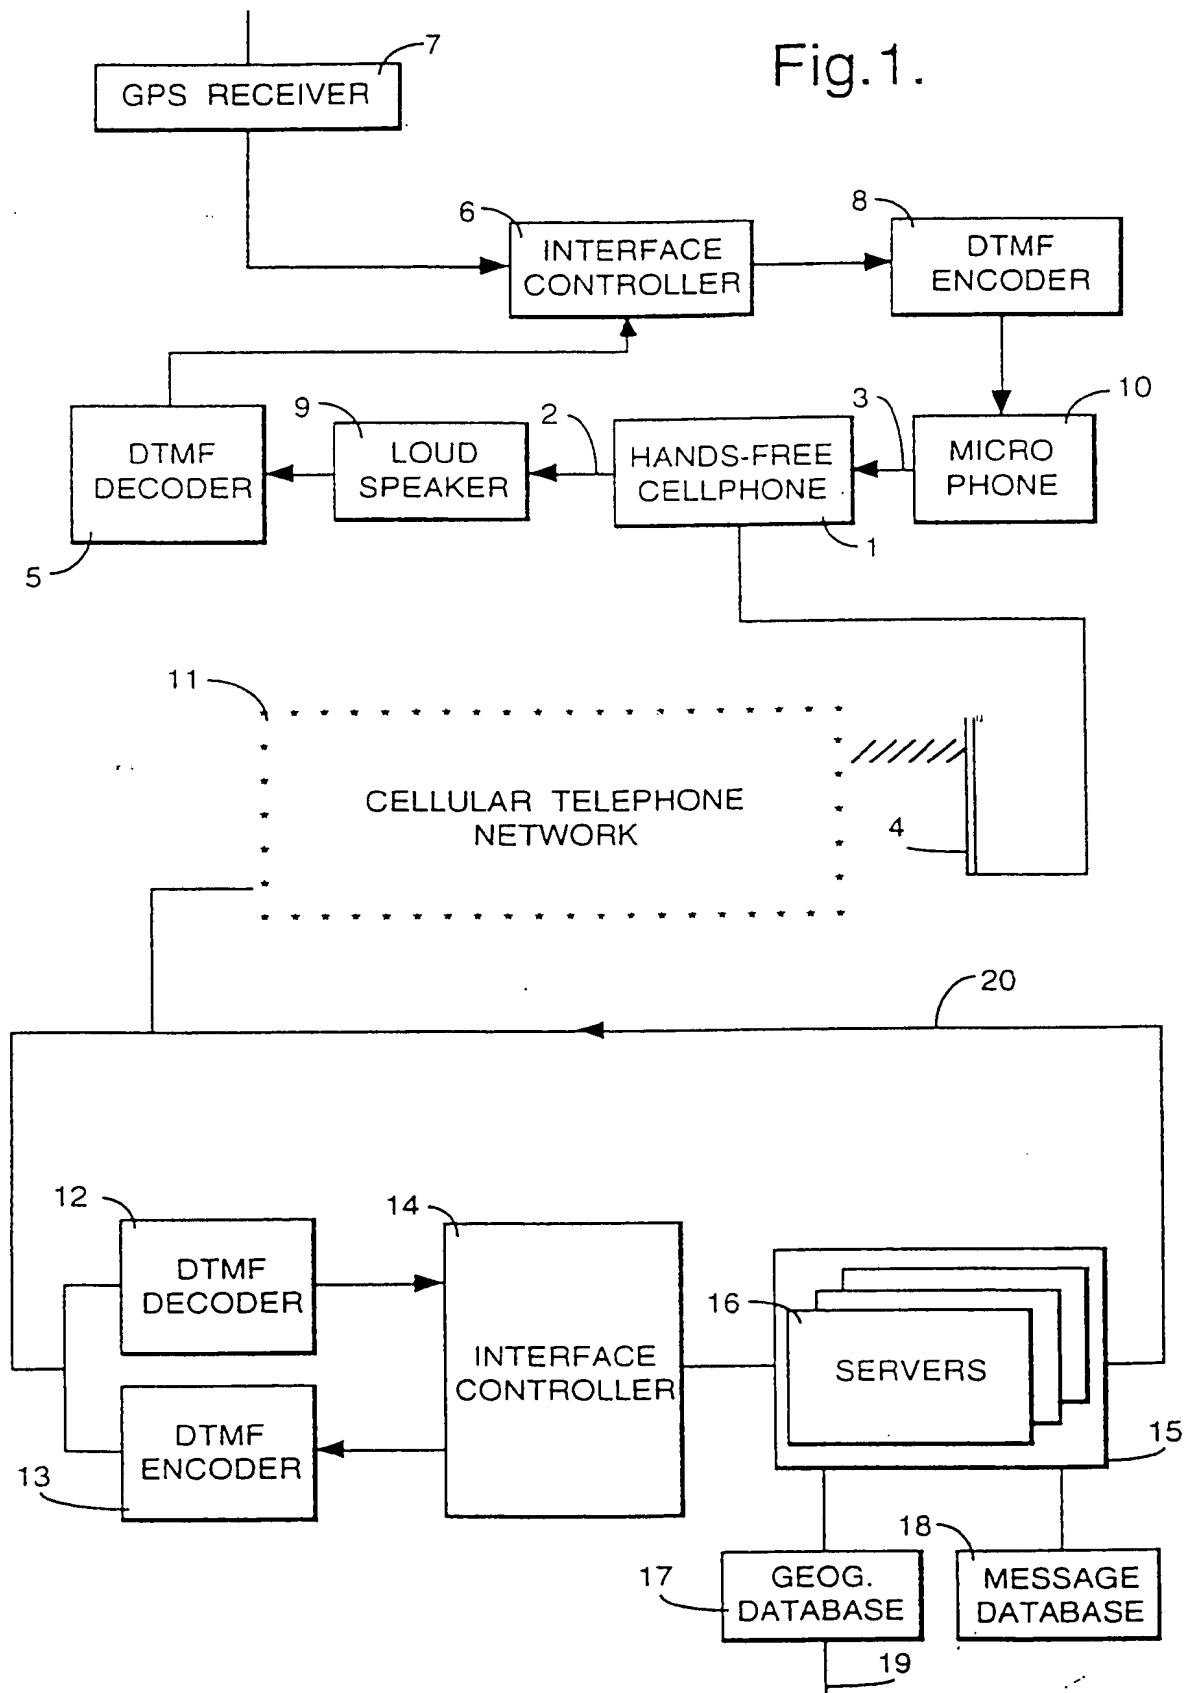 Fig.1.
7
GPS RECEIVER
6
INTERFACE
CONTROLLER
8
DTMF
ENCODER
5
DTMF
DECODER
9
LOUD
SPEAKER
2
HANDS-FREE
CELLPHONE
1
3
10
MICRO
PHONE
11
CELLULAR TELEPHONE
NETWORK
4
20
12
DTMF
DECODER
14
INTERFACE
CONTROLLER
16
SERVERS
15
13
DTMF
ENCODER
17
GEOG.
DATABASE
18
MESSAGE
DATABASE
19